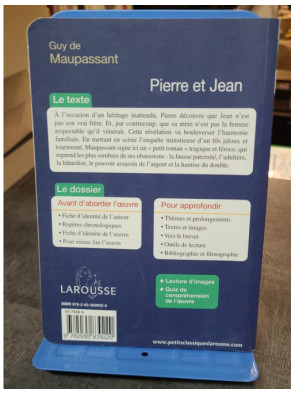 Guy de
Maupassant
Pierre et Jean
Le texte
À l'occasion d'un héritage inattendu, Pierre découvre que Jean n'est
pas son vrai frère. Et, par contrecoup, que sa mère n'est pas la femme
respectable qu'il vénérait. Cette révélation va bouleverser l'harmonie
familiale. En mettant en scène l'enquête minutieuse d'un fils jaloux et
tourmenté, Maupassant signe ici un « petit roman » tragique et féroce, qui
reprend les plus sombres de ses obsessions : la fausse paternité, l'adultère,
la bâtardise, le pouvoir assassin de l'argent et la hantise du double.
Le dossier
Avant d'aborder l'œuvre
• Fiche d'identité de l'auteur
• Repères chronologiques
• Fiche d'identité de l'œuvre
• Pour mieux lire l'œuvre
Pour approfondir
• Thèmes et prolongements
• Textes et images
• Vers le brevet
• Outils de lecture
• Bibliographie et filmographie
+ Lecture d'images
+ Quiz de
compréhension
de l'œuvre
LAROUSSE
www.petitsclassiqueslarousse.com